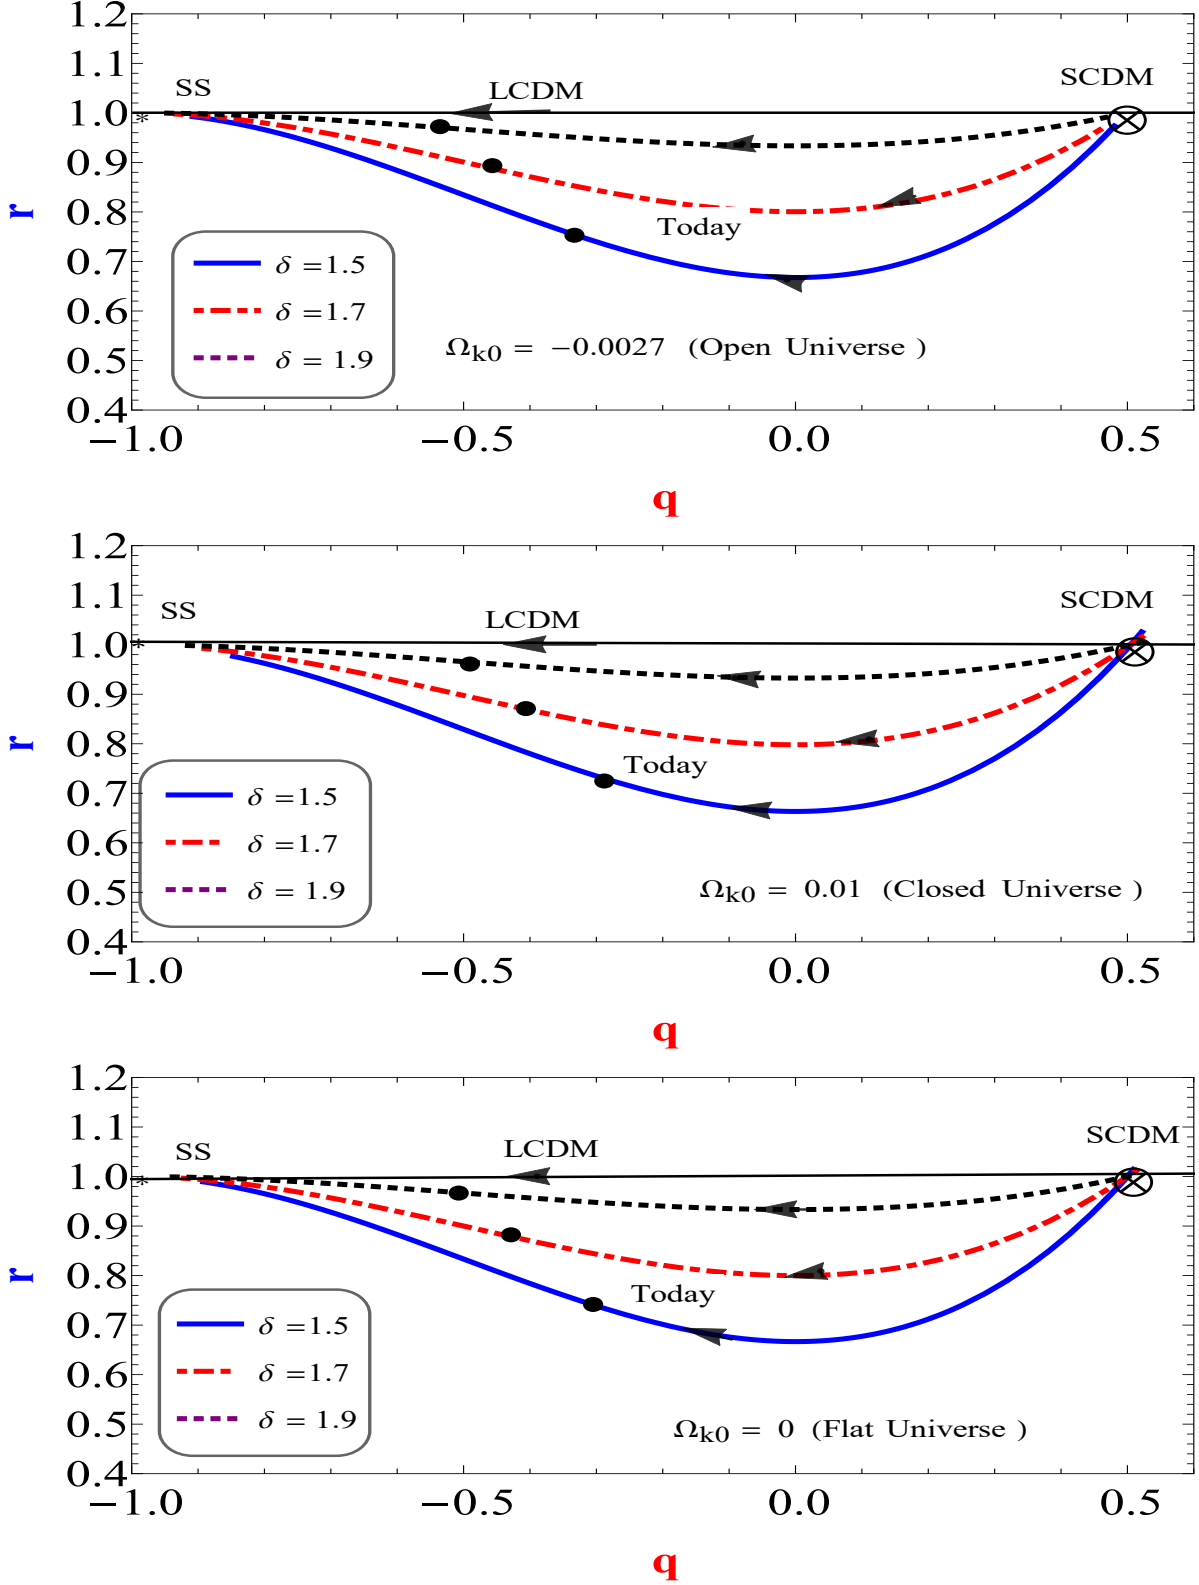 1.2
1.1
SS
LCDM
SCDM
1.0
*
0.9
0.8
r
Today
0.7
δ =1.5
δ =1.7
δ = 1.9
0.6
Ωk0 = −0.0027 (Open Universe )
0.5
0.4
−1.0 −0.5 0.0 0.5
q
1.2
1.1
SS
LCDM
SCDM
1.0
*
0.9
0.8
r
Today
0.7
δ =1.5
δ =1.7
δ = 1.9
0.6
0.5
Ωk0 = 0.01 (Closed Universe )
0.4
−1.0 −0.5 0.0 0.5
q
1.2
1.1
SS
LCDM
SCDM
1.0
*
0.9
0.8
r
Today
0.7
δ =1.5
δ =1.7
δ = 1.9
0.6
0.5
Ωk0 = 0 (Flat Universe )
0.4
−1.0 −0.5 0.0 0.5
q